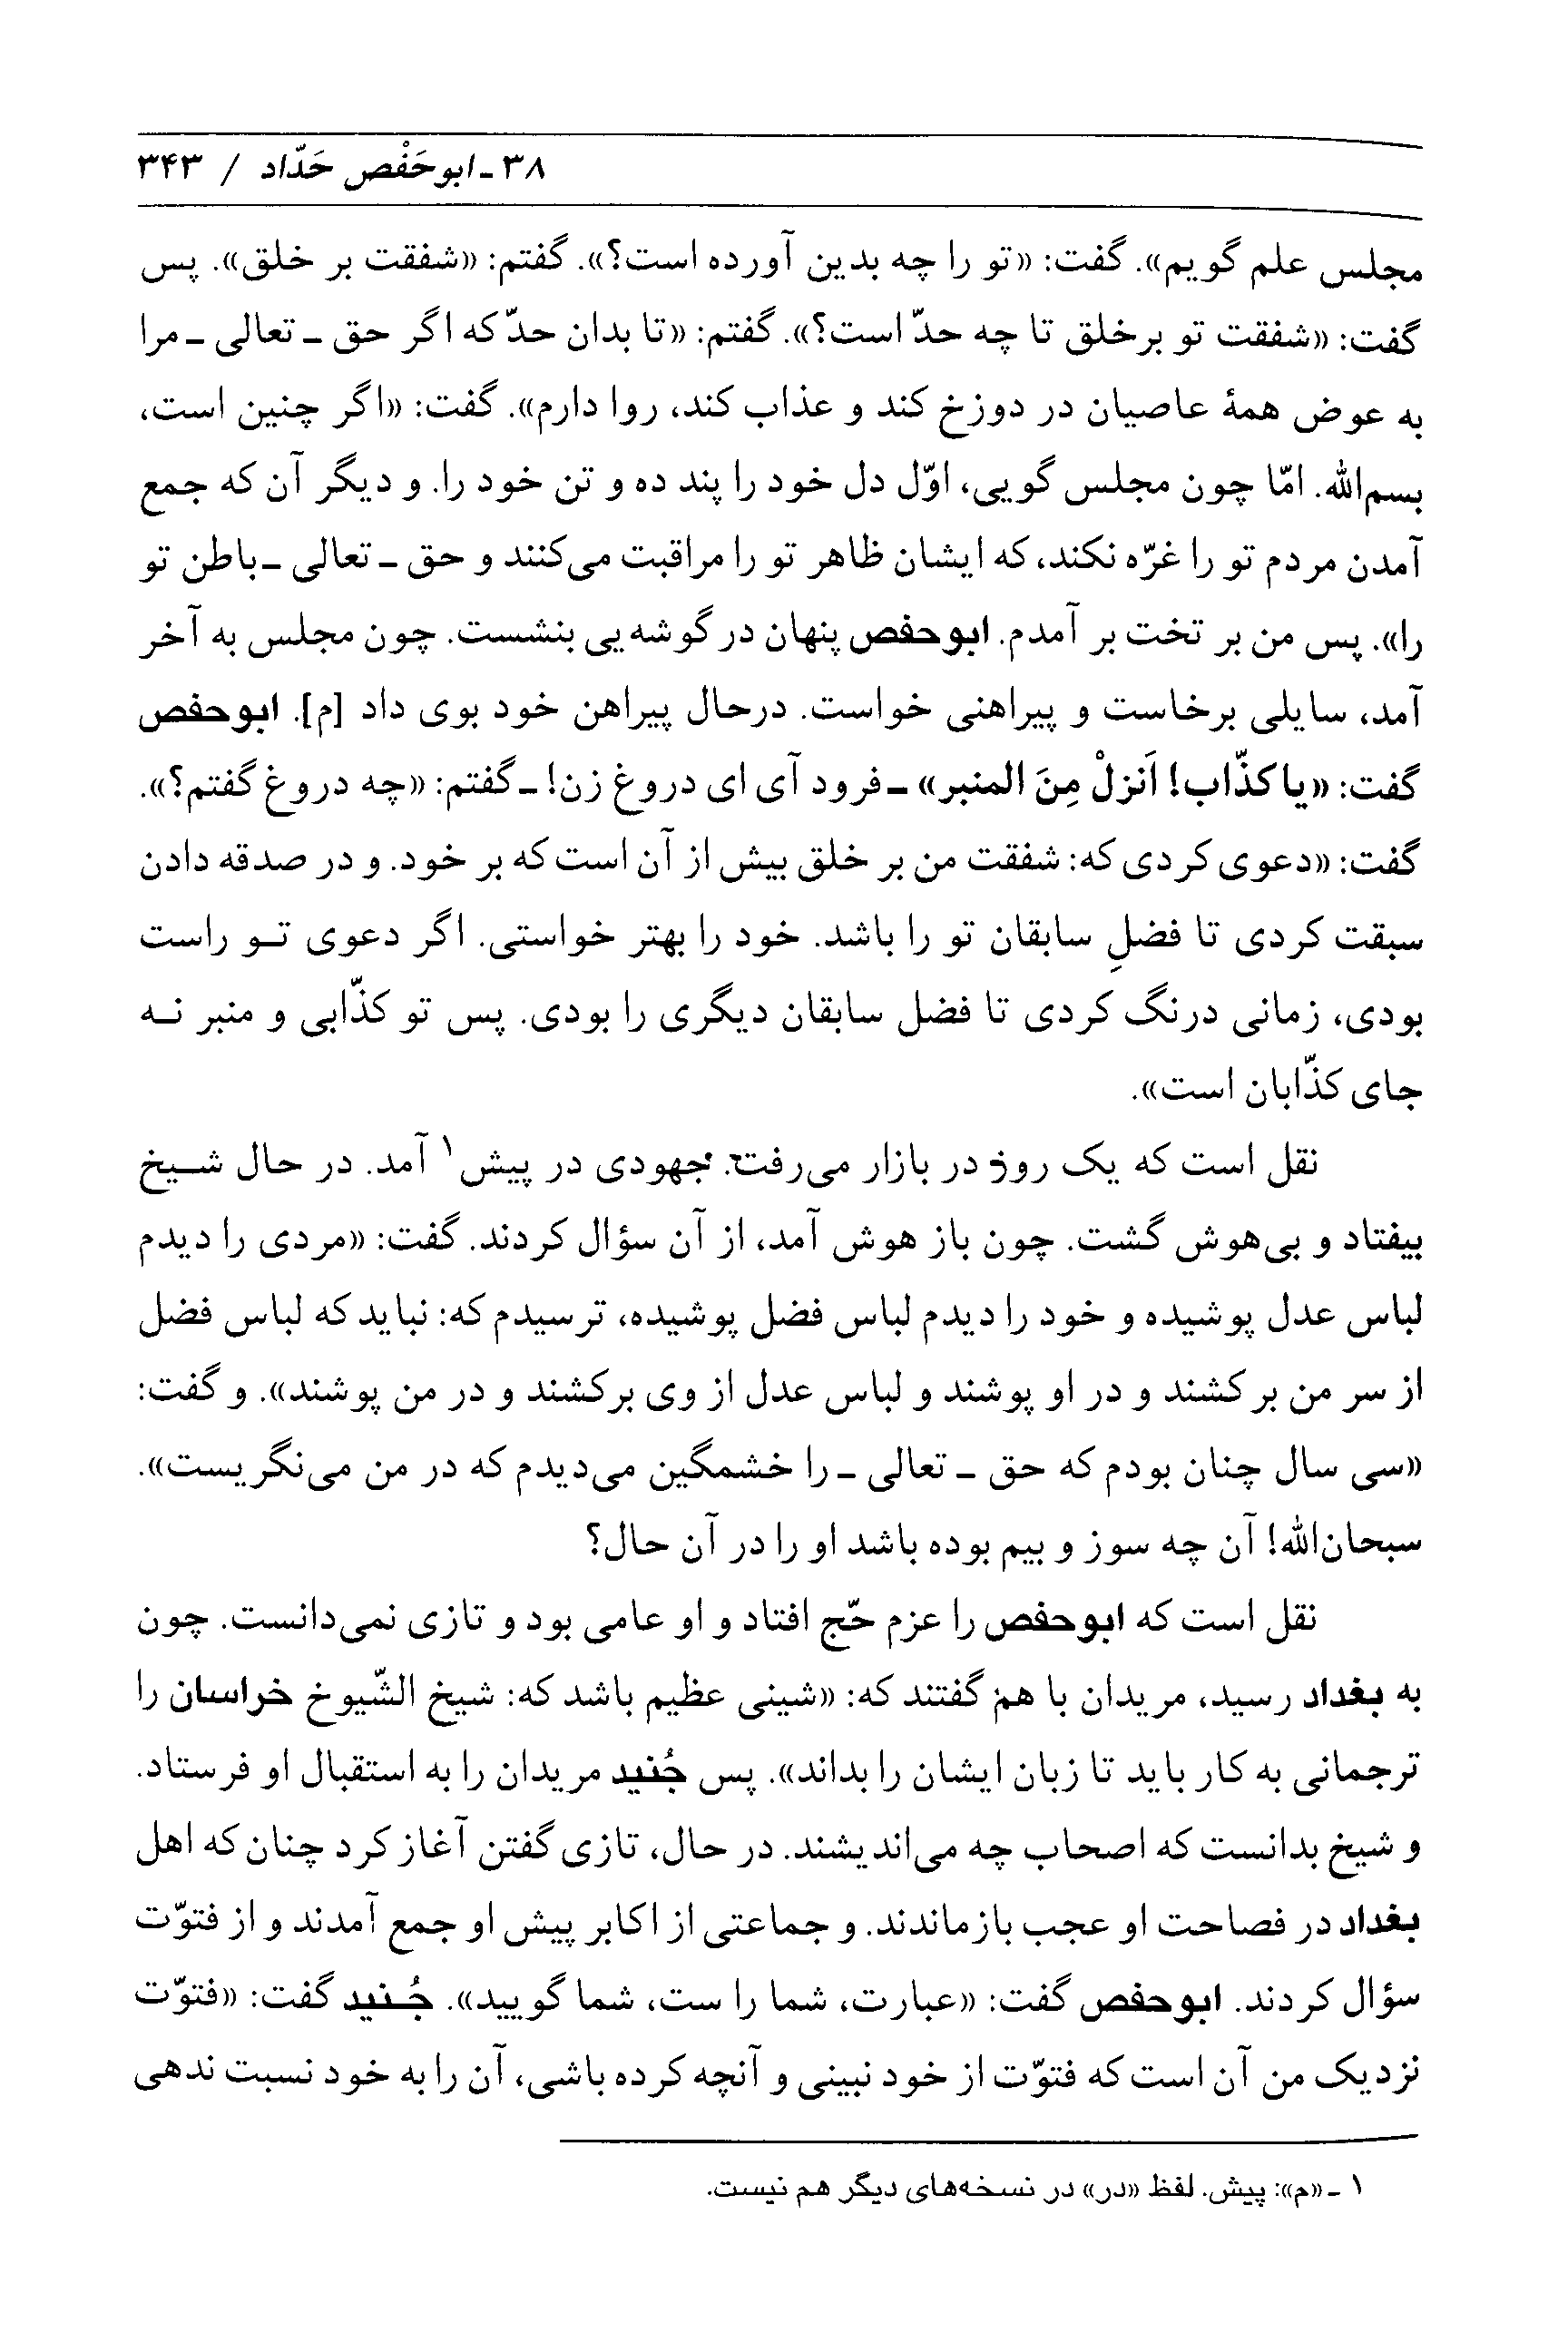 ۳۸ ـ ابوحَفْص حَدّاد / ۳۴۳
مجلس علم گویم». گفت: «تو را چه بدین آورده است؟». گفتم: «شفقت بر خلق». پس
گفت: «شفقت تو برخلق تا چه حدّ است؟». گفتم: «تا بدان حدّ که اگر حق ـ تعالی ـ مرا
به عوض همهٔ عاصیان در دوزخ کند و عذاب کند، روا دارم». گفت: «اگر چنین است،
بسم‌الله. امّا چون مجلس گویی، اوّل دل خود را پند ده و تن خود را. و دیگر آن که جمع
آمدن مردم تو را غرّه نکند، که ایشان ظاهر تو را مراقبت می‌کنند و حق ـ تعالی ـ باطن تو
را». پس من بر تخت بر آمدم. ابوحفص پنهان در گوشه‌یی بنشست. چون مجلس به آخر
آمد، سایلی برخاست و پیراهنی خواست. درحال پیراهن خود بوی داد [م]. ابوحفص
گفت: «یا کذّاب! اَنزلْ مِنَ المنبر» ـ فرود آی ای دروغ زن! ـ گفتم: «چه دروغ گفتم؟».
گفت: «دعوی کردی که: شفقت من بر خلق بیش از آن است که بر خود. و در صدقه دادن
سبقت کردی تا فضلِ سابقان تو را باشد. خود را بهتر خواستی. اگر دعوی تو راست
بودی، زمانی درنگ کردی تا فضل سابقان دیگری را بودی. پس تو کذّابی و منبر نه
جای کذّابان است».
نقل است که یک روز در بازار می‌رفت. جهودی در پیش۱ آمد. در حال شیخ
بیفتاد و بی‌هوش گشت. چون باز هوش آمد، از آن سؤال کردند. گفت: «مردی را دیدم
لباس عدل پوشیده و خود را دیدم لباس فضل پوشیده، ترسیدم که: نباید که لباس فضل
از سر من بر کشند و در او پوشند و لباس عدل از وی برکشند و در من پوشند». و گفت:
«سی سال چنان بودم که حق ـ تعالی ـ را خشمگین می‌دیدم که در من می‌نگریست».
سبحان‌الله! آن چه سوز و بیم بوده باشد او را در آن حال؟
نقل است که ابوحفص را عزم حّج افتاد و او عامی بود و تازی نمی‌دانست. چون
به بغداد رسید، مریدان با هم گفتند که: «شینی عظیم باشد که: شیخ الشّیوخ خراسان را
ترجمانی به کار باید تا زبان ایشان را بداند». پس جُنید مریدان را به استقبال او فرستاد.
و شیخ بدانست که اصحاب چه می‌اندیشند. در حال، تازی گفتن آغاز کرد چنان که اهل
بغداد در فصاحت او عجب بازماندند. و جماعتی از اکابر پیش او جمع آمدند و از فتوّت
سؤال کردند. ابوحفص گفت: «عبارت، شما را ست، شما گویید». جُنید گفت: «فتوّت
نزدیک من آن است که فتوّت از خود نبینی و آنچه کرده باشی، آن را به خود نسبت ندهی
۱ ـ «م»: پیش. لفظ «در» در نسخه‌های دیگر هم نیست.